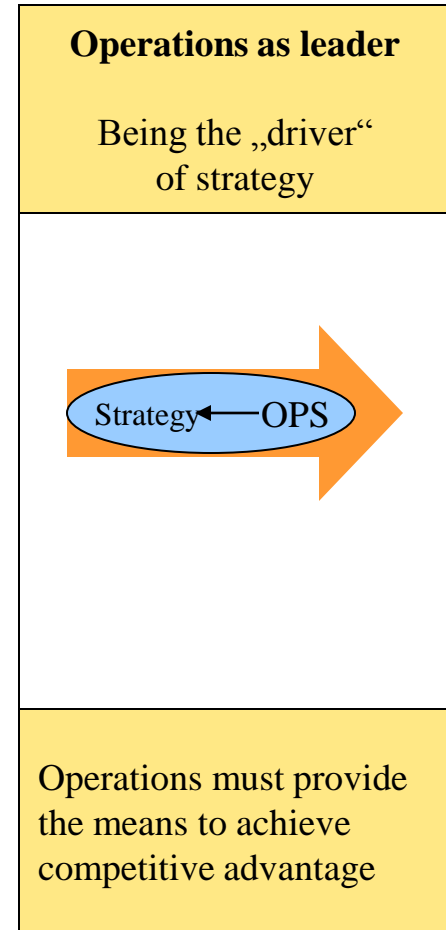 Operations as leader
Being the „driver“
of strategy
Strategy OPS
Operations must provide
the means to achieve
competitive advantage